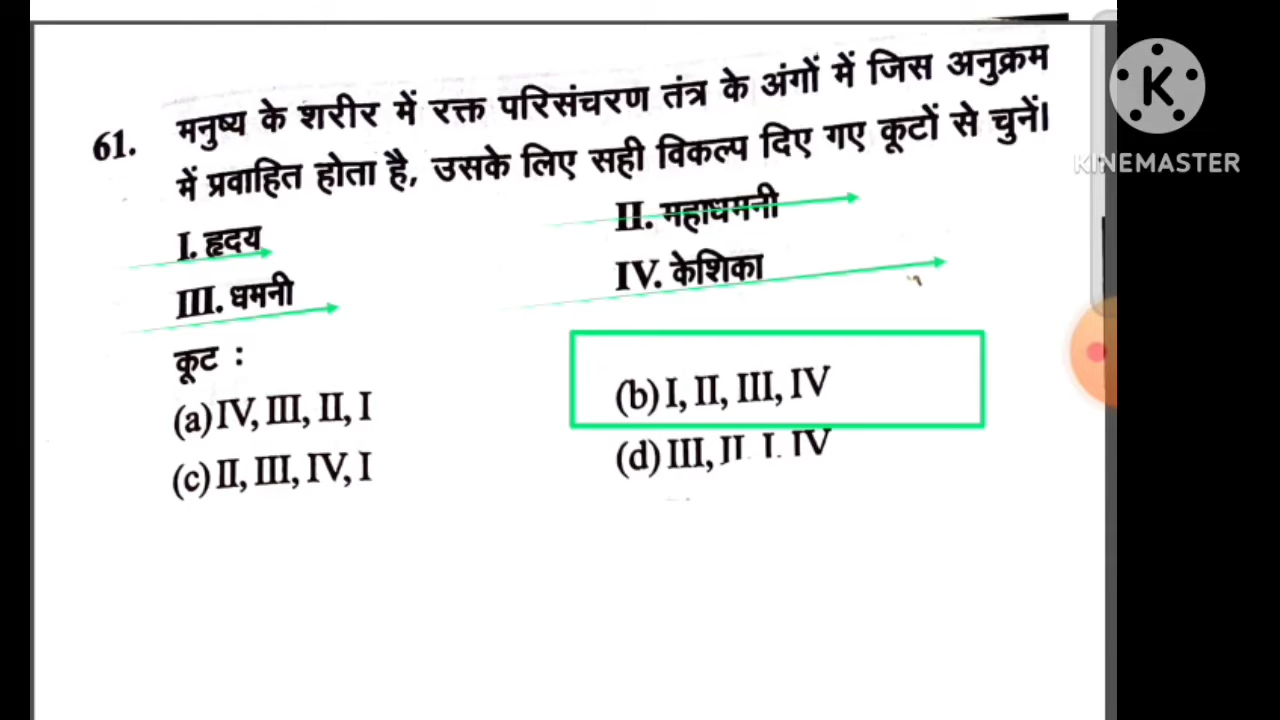 61. मनुष्य के शरीर में रक्त परिसंचरण तंत्र के अंगों में जिस अनुक्रम
में प्रवाहित होता है, उसके लिए सही विकल्प दिए गए कूटों से चुनें।
I. हृदय II. महाधमनी
III. धमनी IV. केशिका
कूट :
(a) IV, III, II, I (b) I, II, III, IV
(c) II, III, IV, I (d) III, II, I, IV
K
KINEMASTER